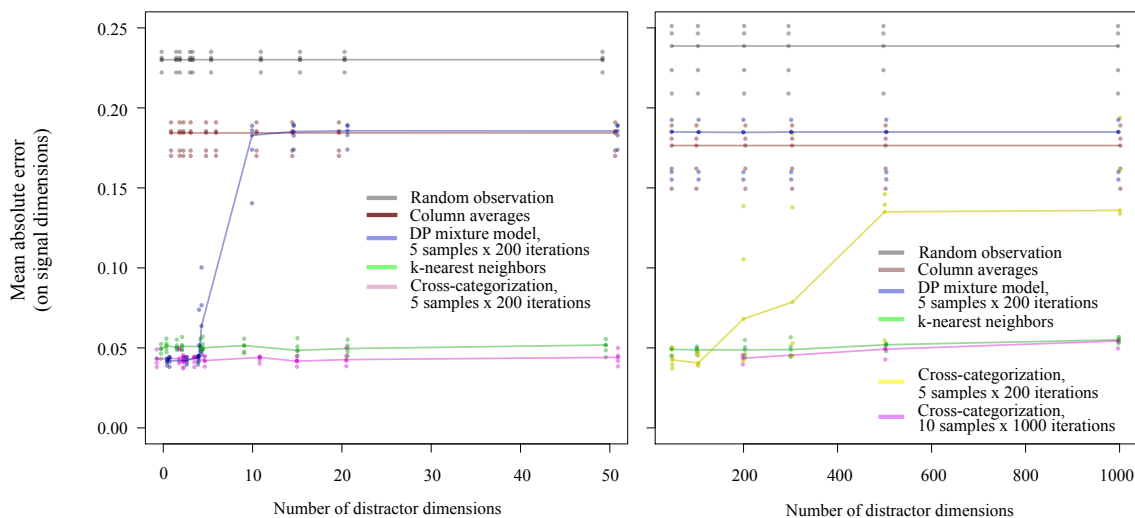 Mean absolute error
(on signal dimensions)
0.25
0.20
0.15
0.10
0.05
0.00
Random observation
Column averages
DP mixture model,
5 samples x 200 iterations
k-nearest neighbors
Cross-categorization,
5 samples x 200 iterations
0 10 20 30 40 50
Number of distractor dimensions
Random observation
Column averages
DP mixture model,
5 samples x 200 iterations
k-nearest neighbors
Cross-categorization,
5 samples x 200 iterations
Cross-categorization,
10 samples x 1000 iterations
200 400 600 800 1000
Number of distractor dimensions